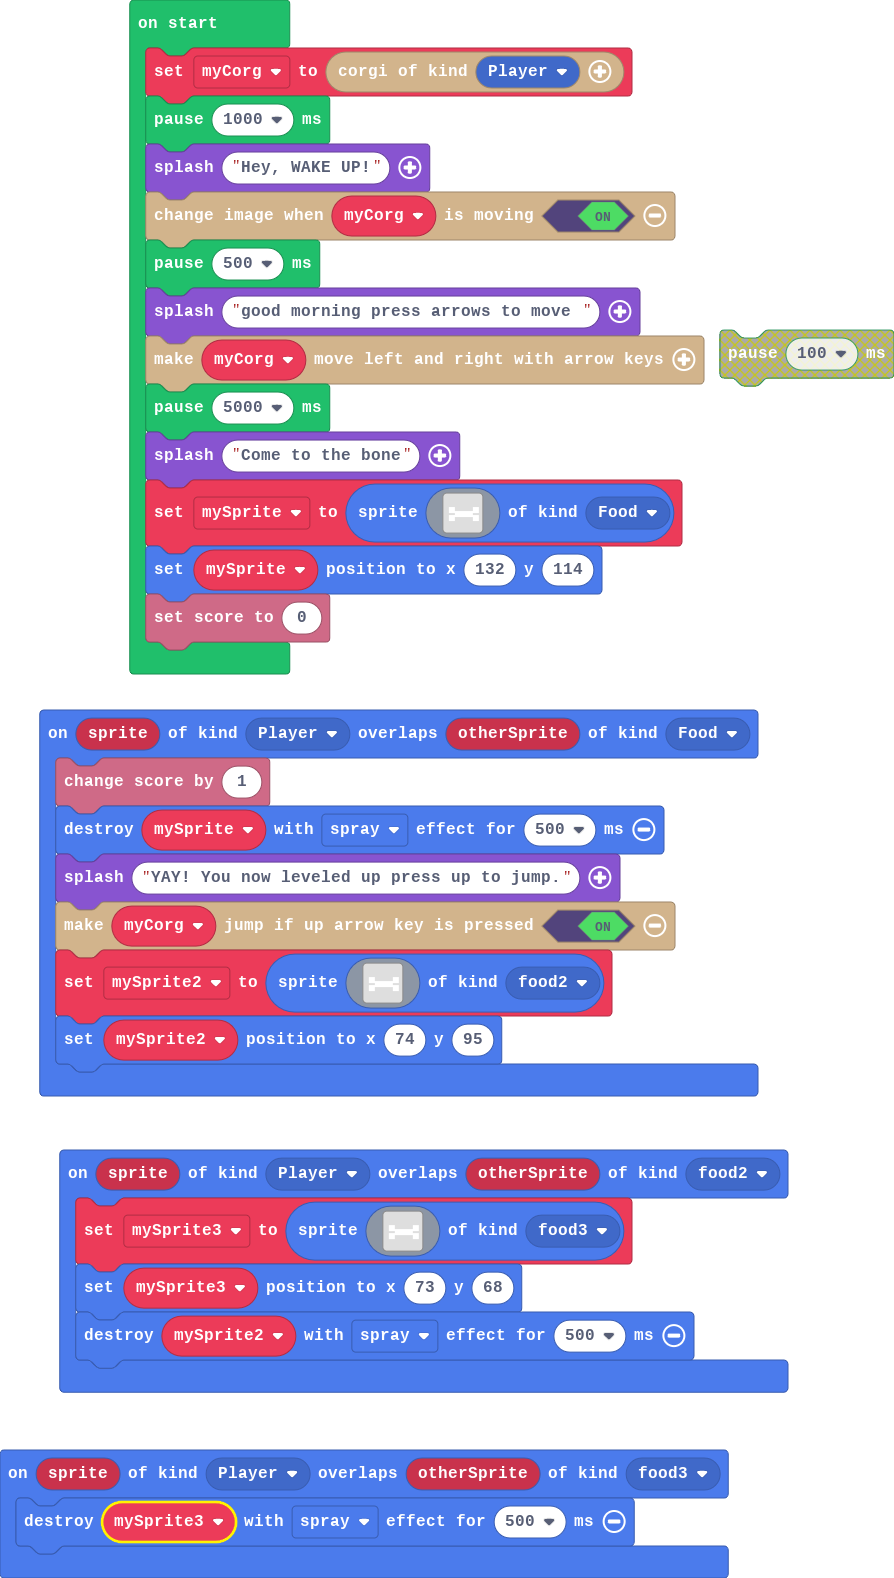 on start
set myCorg to corgi of kind Player
pause 1000 ms
splash "Hey, WAKE UP!"
change image when myCorg is moving ON
pause 500 ms
splash "good morning press arrows to move "
make myCorg move left and right with arrow keys
pause 100 ms
pause 5000 ms
splash "Come to the bone"
set mySprite to sprite of kind Food
set mySprite position to x 132 y 114
set score to 0
on sprite of kind Player overlaps otherSprite of kind Food
change score by 1
destroy mySprite with spray effect for 500 ms
splash "YAY! You now leveled up press up to jump."
make myCorg jump if up arrow key is pressed ON
set mySprite2 to sprite of kind food2
set mySprite2 position to x 74 y 95
on sprite of kind Player overlaps otherSprite of kind food2
set mySprite3 to sprite of kind food3
set mySprite3 position to x 73 y 68
destroy mySprite2 with spray effect for 500 ms
on sprite of kind Player overlaps otherSprite of kind food3
destroy mySprite3 with spray effect for 500 ms